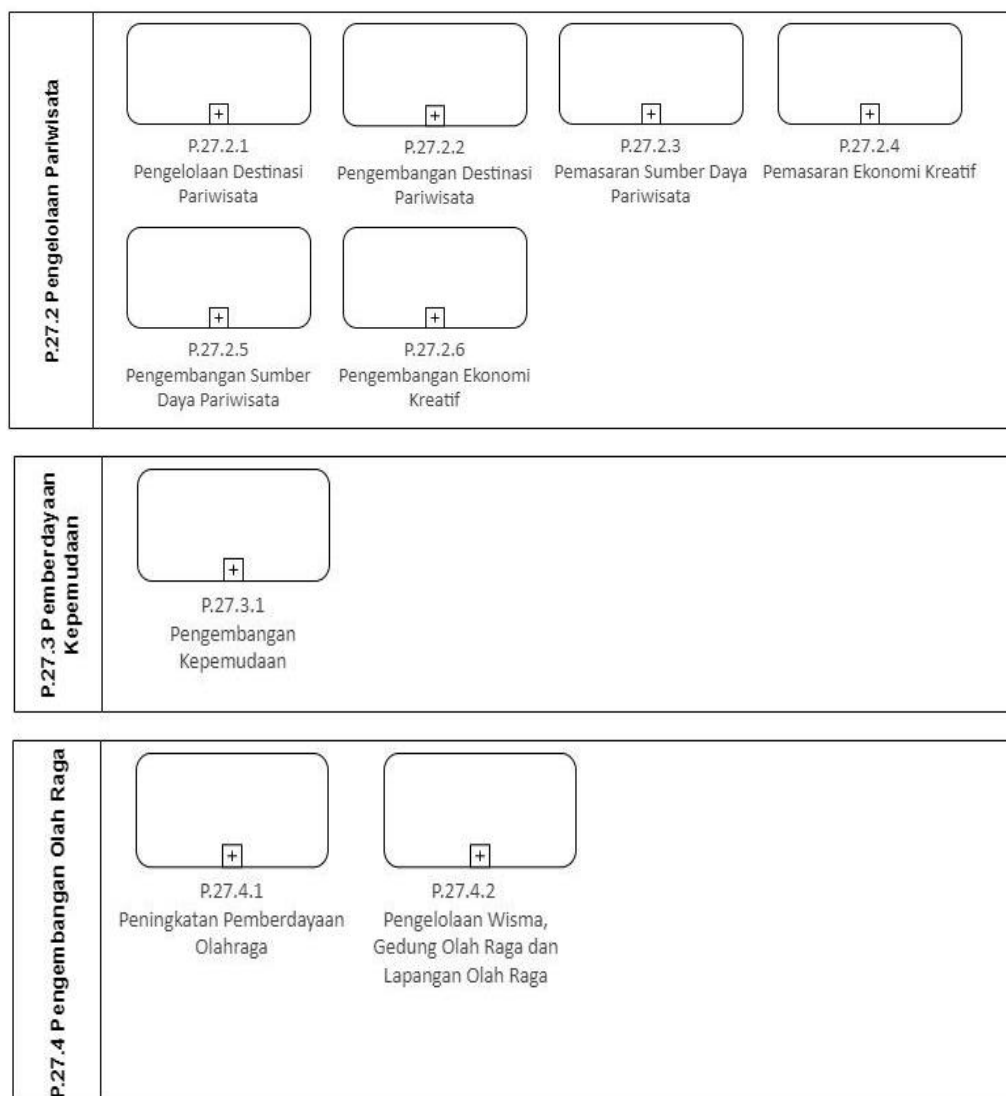 P.27.2 Pengelolaan Pariwisata
P.27.2.1
Pengelolaan Destinasi
Pariwisata
P.27.2.2
Pengembangan Destinasi
Pariwisata
P.27.2.3
Pemasaran Sumber Daya
Pariwisata
P.27.2.4
Pemasaran Ekonomi Kreatif
P.27.2.5
Pengembangan Sumber
Daya Pariwisata
P.27.2.6
Pengembangan Ekonomi
Kreatif
P.27.3 Pemberdayaan
Kepemudaan
P.27.3.1
Pengembangan
Kepemudaan
P.27.4 Pengembangan Olah Raga
P.27.4.1
Peningkatan Pemberdayaan
Olahraga
P.27.4.2
Pengelolaan Wisma,
Gedung Olah Raga dan
Lapangan Olah Raga